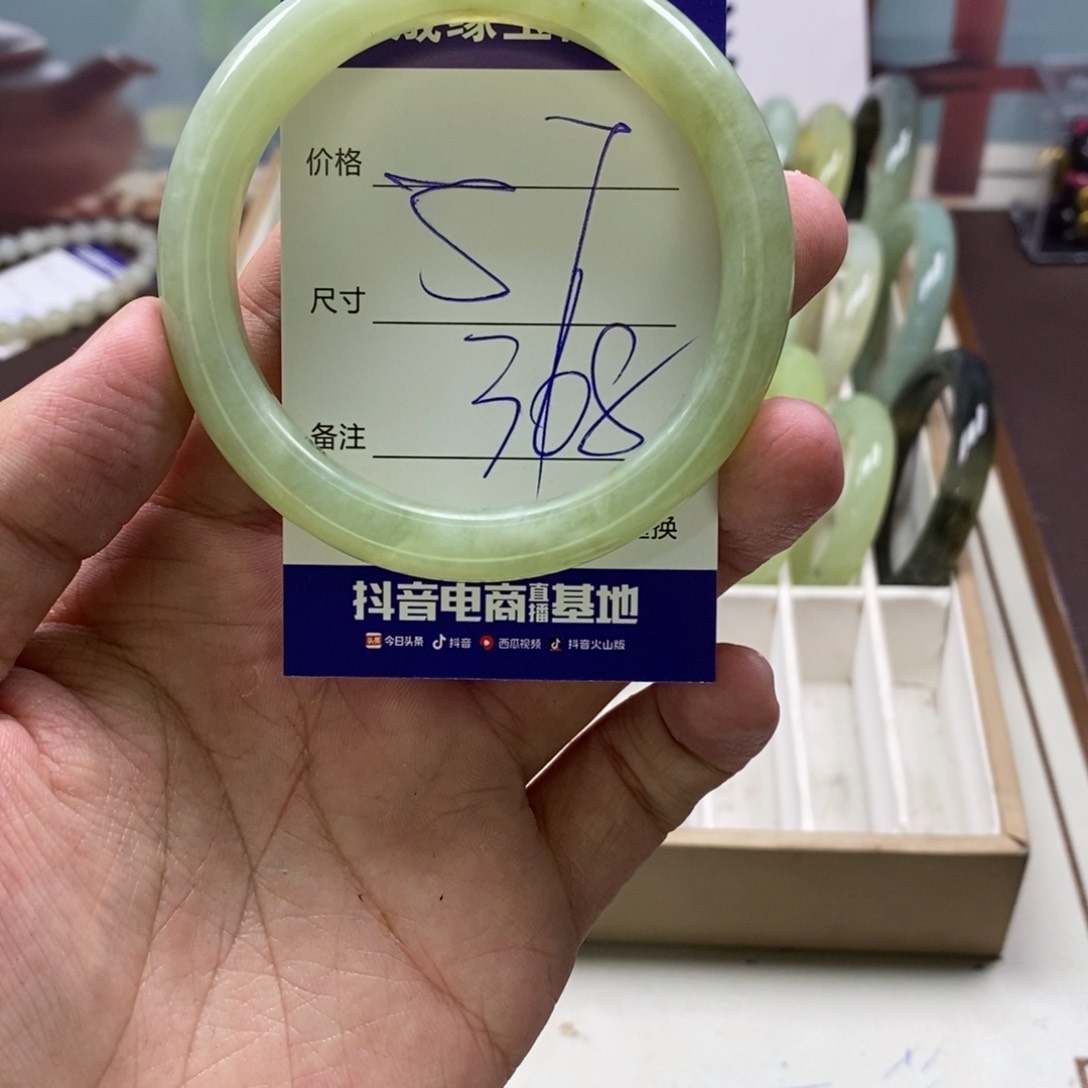 价格
57
尺寸
368
备注
换
抖音电商直播基地
今日头条 抖音 西瓜视频 抖音火山版